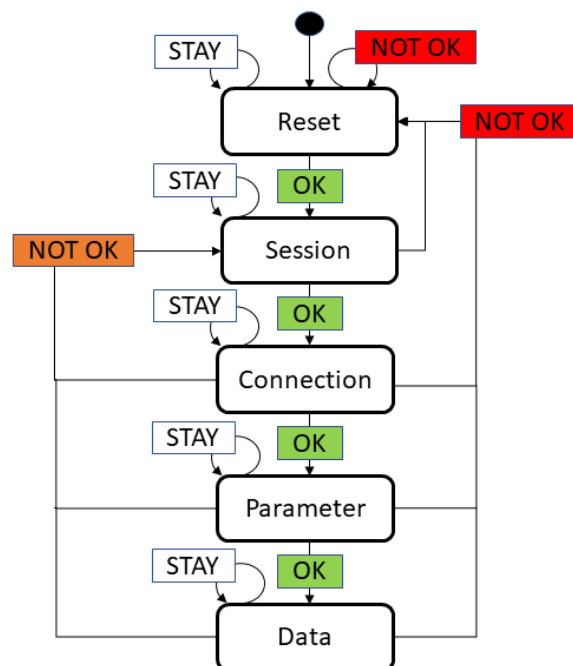 STAY
NOT OK
Reset
NOT OK
OK
STAY
Session
NOT OK
OK
STAY
Connection
OK
STAY
Parameter
OK
STAY
Data